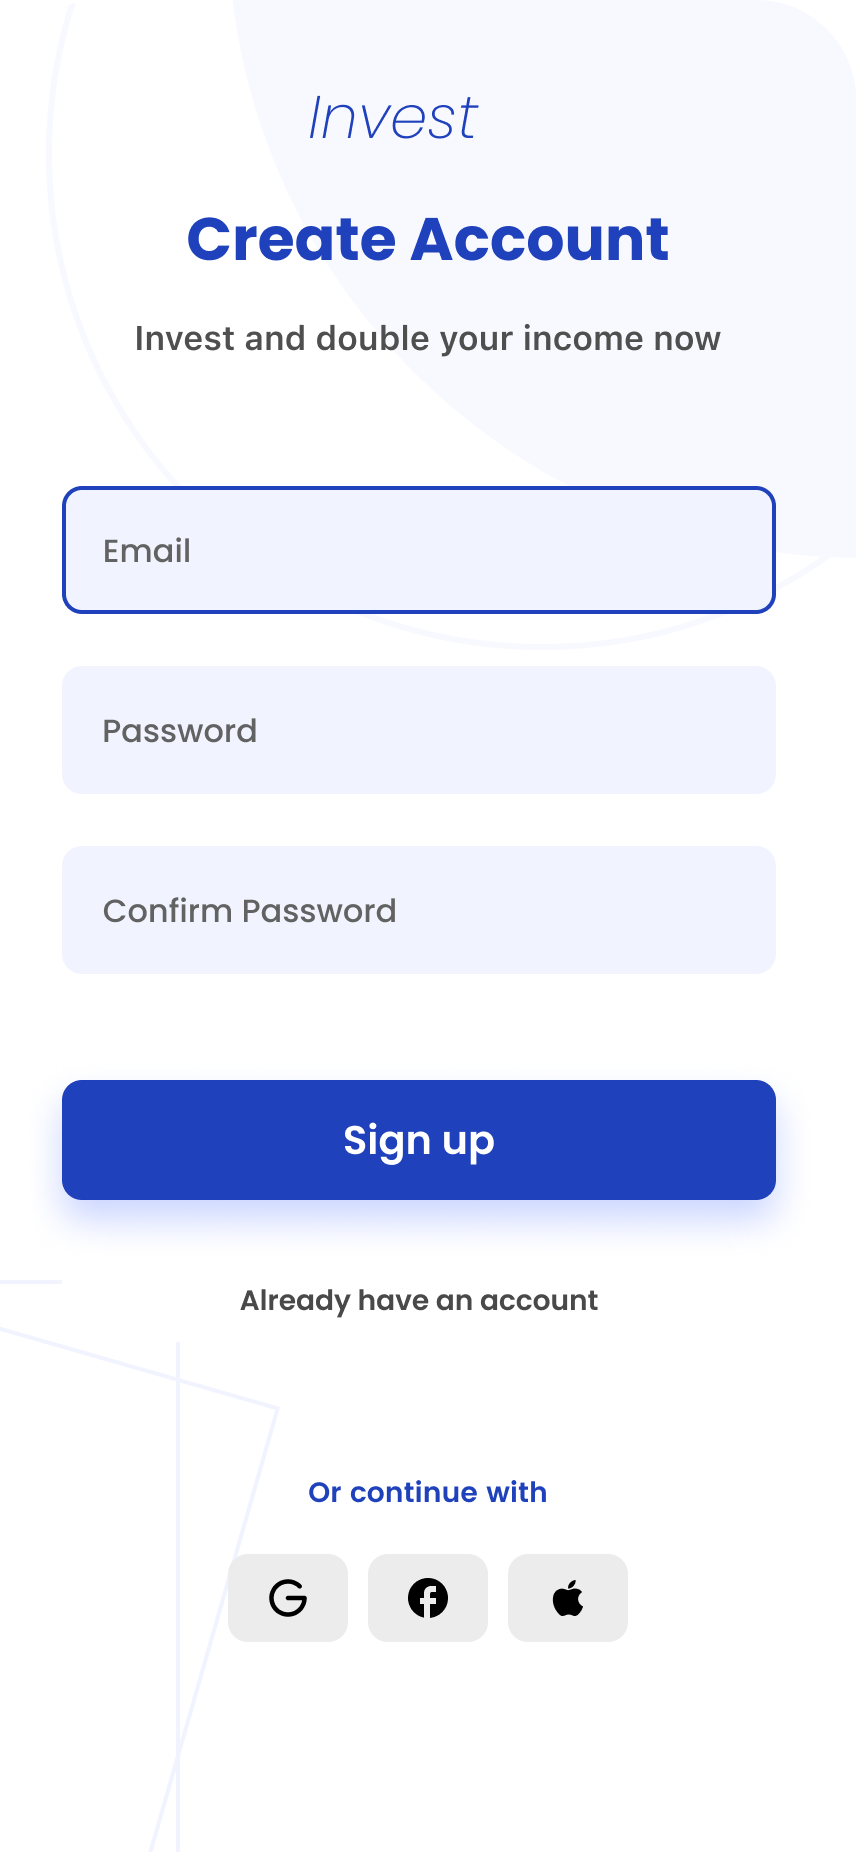 Invest
Create Account
Invest and double your income now
Email
Password
Confirm Password
Sign up
Already have an account
Or continue with